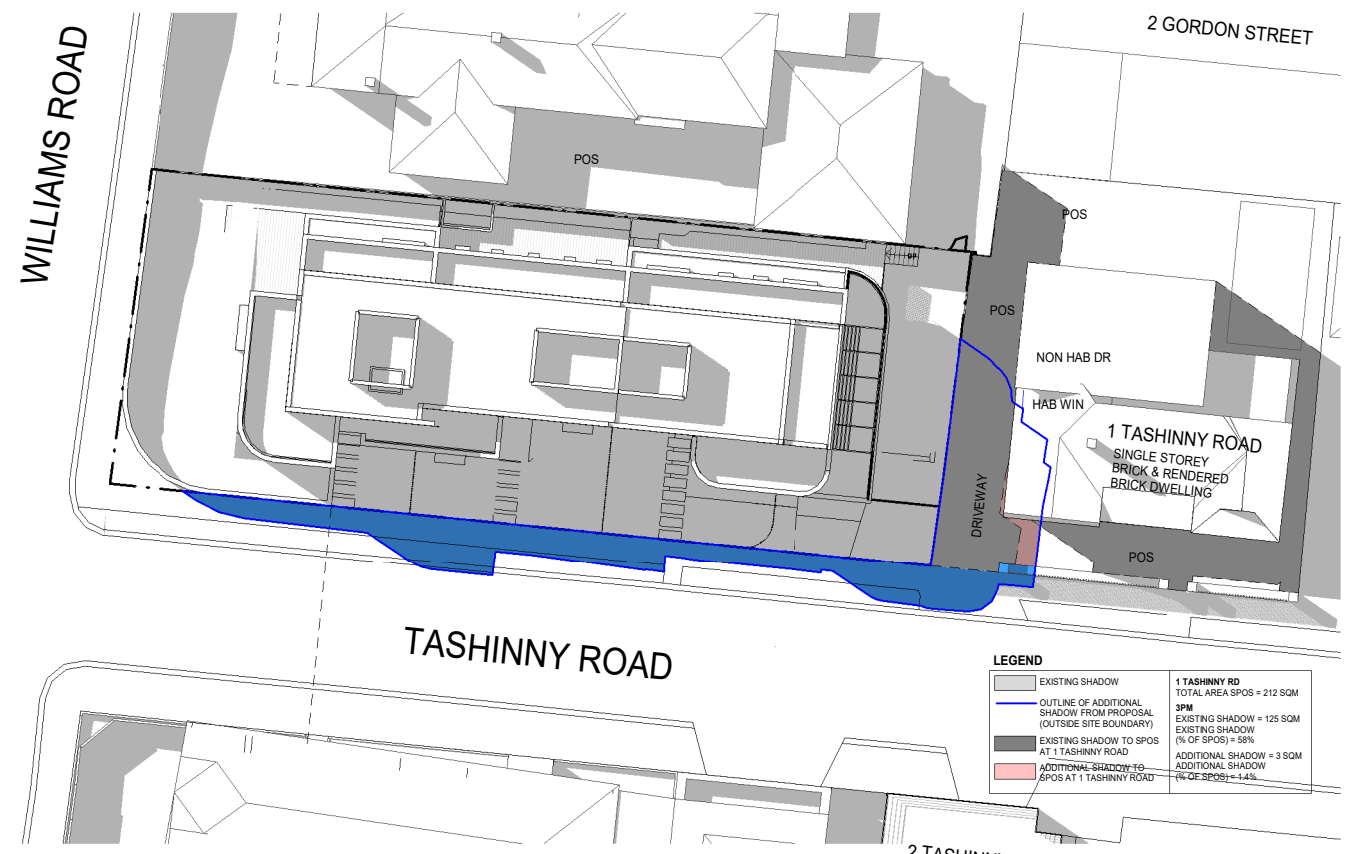 2 GORDON STREET
WILLIAMS ROAD
POS
POS
UP
POS
NON HAB DR
HAB WIN
1 TASHINNY ROAD
SINGLE STOREY
BRICK & RENDERED
BRICK DWELLING
DRIVEWAY
POS
TASHINNY ROAD
LEGEND
EXISTING SHADOW
OUTLINE OF ADDITIONAL
SHADOW FROM PROPOSAL
(OUTSIDE SITE BOUNDARY)
EXISTING SHADOW TO SPOS
AT 1 TASHINNY ROAD
ADDITIONAL SHADOW TO
SPOS AT 1 TASHINNY ROAD
1 TASHINNY RD
TOTAL AREA SPOS = 212 SQM
3PM
EXISTING SHADOW = 125 SQM
EXISTING SHADOW
(% OF SPOS) = 58%
ADDITIONAL SHADOW = 3 SQM
ADDITIONAL SHADOW
(% OF SPOS) = 1.4%